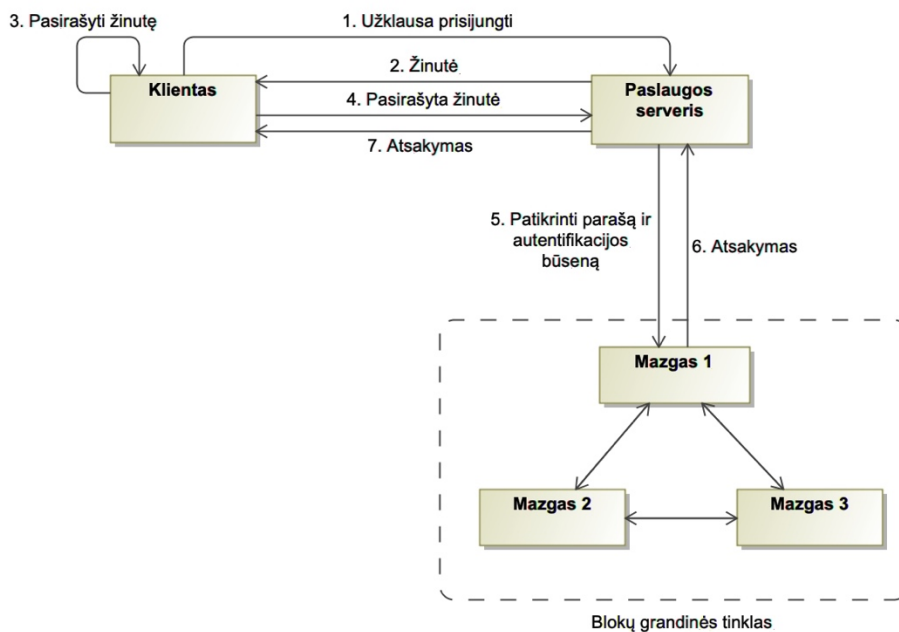 3. Pasirašyti žinutę
1. Užklausa prisijungti
2. Žinutė
Klientas
Paslaugos
serveris
4. Pasirašyta žinutė
7. Atsakymas
5. Patikrinti parašą ir
autentifikacijos
būseną
6. Atsakymas
Mazgas 1
Mazgas 2
Mazgas 3
Blokų grandinės tinklas